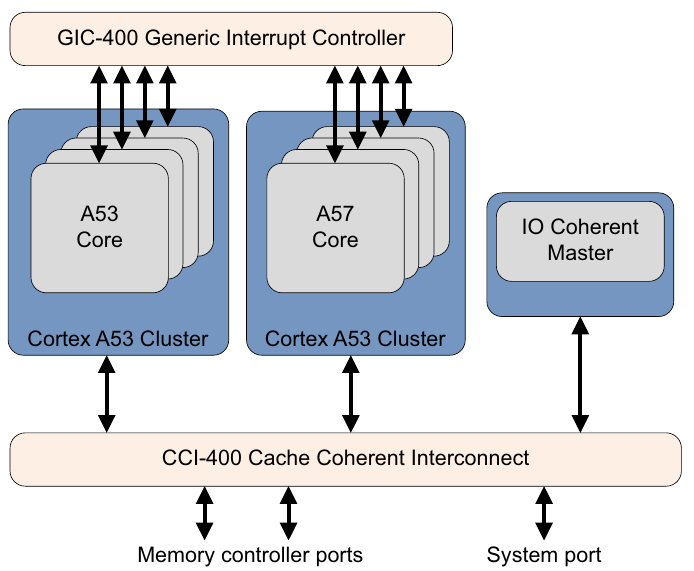 GIC-400 Generic Interrupt Controller
A53
Core
A57
Core
IO Coherent
Master
Cortex A53 Cluster
Cortex A53 Cluster
CCI-400 Cache Coherent Interconnect
Memory controller ports
System port